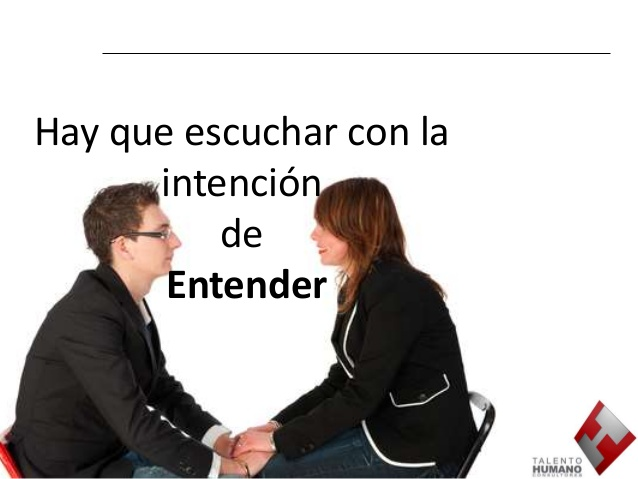 Hay que escuchar con la
intención
de
Entender
TALENTO
HUMANO
CONSULTORES